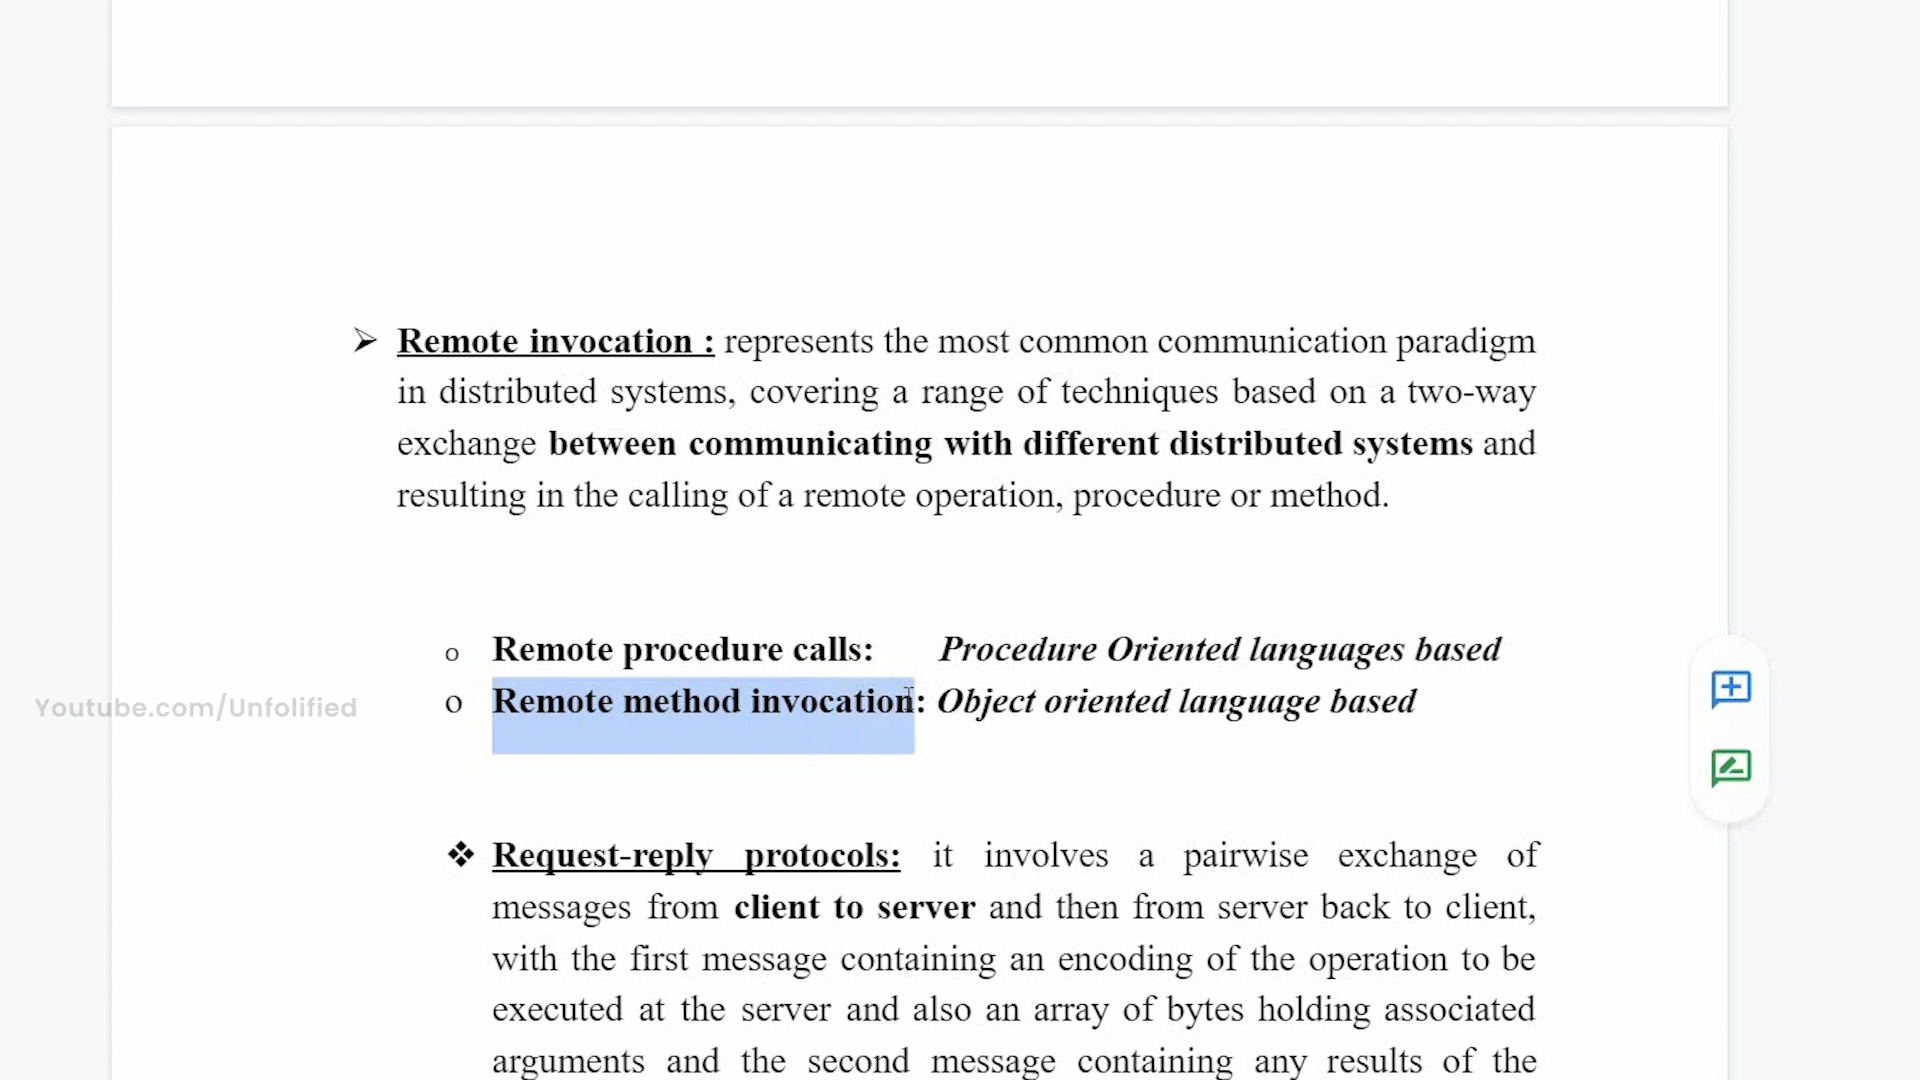 ➢ Remote invocation : represents the most common communication paradigm
in distributed systems, covering a range of techniques based on a two-way
exchange between communicating with different distributed systems and
resulting in the calling of a remote operation, procedure or method.
o Remote procedure calls: Procedure Oriented languages based
o Remote method invocation: Object oriented language based
Youtube.com/Unfolified
❖ Request-reply protocols: it involves a pairwise exchange of
messages from client to server and then from server back to client,
with the first message containing an encoding of the operation to be
executed at the server and also an array of bytes holding associated
arguments and the second message containing any results of the